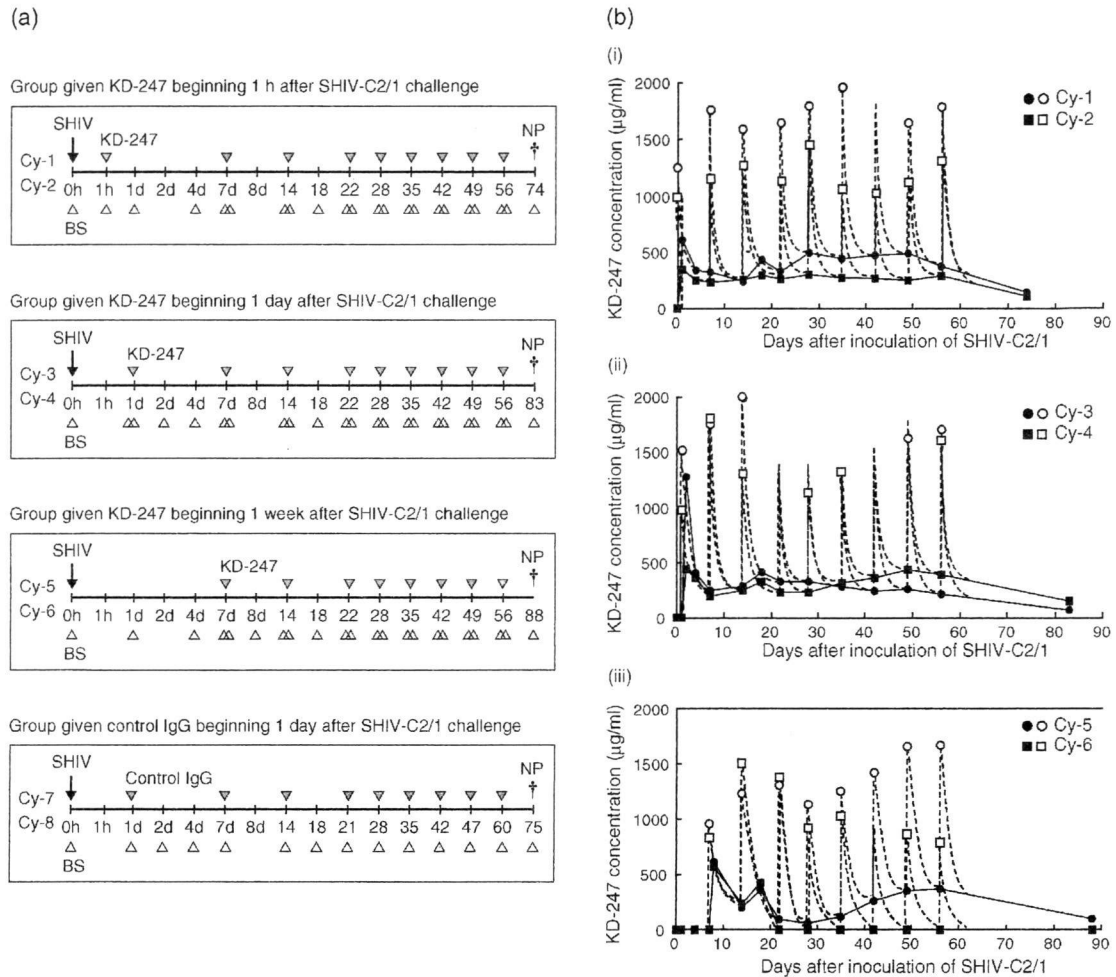 (a)
Group given KD-247 beginning 1 h after SHIV-C2/1 challenge
SHIV
KD-247
NP
†
Cy-1
Cy-2
0h 1h 1d 2d 4d 7d 8d 14 18 22 28 35 42 49 56 74
BS
Group given KD-247 beginning 1 day after SHIV-C2/1 challenge
SHIV
KD-247
NP
†
Cy-3
Cy-4
0h 1h 1d 2d 4d 7d 8d 14 18 22 28 35 42 49 56 83
BS
Group given KD-247 beginning 1 week after SHIV-C2/1 challenge
SHIV
KD-247
NP
†
Cy-5
Cy-6
0h 1h 1d 2d 4d 7d 8d 14 18 22 28 35 42 49 56 88
BS
Group given control IgG beginning 1 day after SHIV-C2/1 challenge
SHIV
Control IgG
NP
†
Cy-7
Cy-8
0h 1h 1d 2d 4d 7d 8d 14 18 21 28 35 42 47 60 75
BS
(b)
(i)
KD-247 concentration (µg/ml)
2000
1500
1000
500
0
Cy-1
Cy-2
0 10 20 30 40 50 60 70 80 90
Days after inoculation of SHIV-C2/1
(ii)
KD-247 concentration (µg/ml)
2000
1500
1000
500
0
Cy-3
Cy-4
0 10 20 30 40 50 60 70 80 90
Days after inoculation of SHIV-C2/1
(iii)
KD-247 concentration (µg/ml)
2000
1500
1000
500
0
Cy-5
Cy-6
0 10 20 30 40 50 60 70 80 90
Days after inoculation of SHIV-C2/1